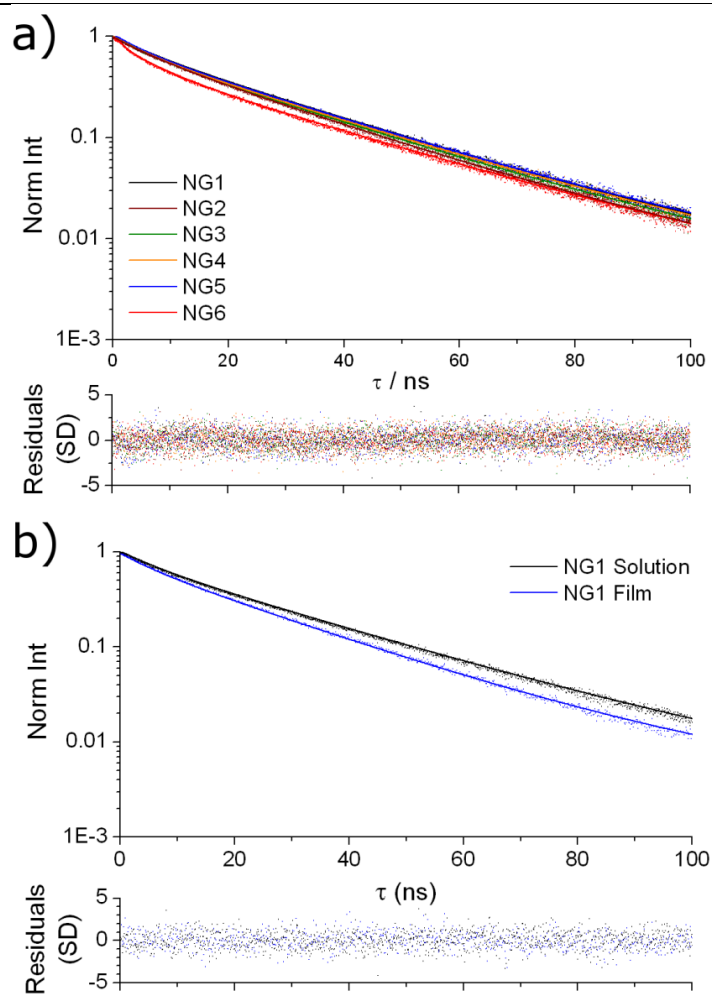 a)
1
0.1
0.01
1E-3
Norm Int
NG1
NG2
NG3
NG4
NG5
NG6
0 20 40 60 80 100
τ / ns
5
0
-5
Residuals
(SD)
b)
1
0.1
0.01
1E-3
Norm Int
NG1 Solution
NG1 Film
0 20 40 60 80 100
τ (ns)
5
0
-5
Residuals
(SD)